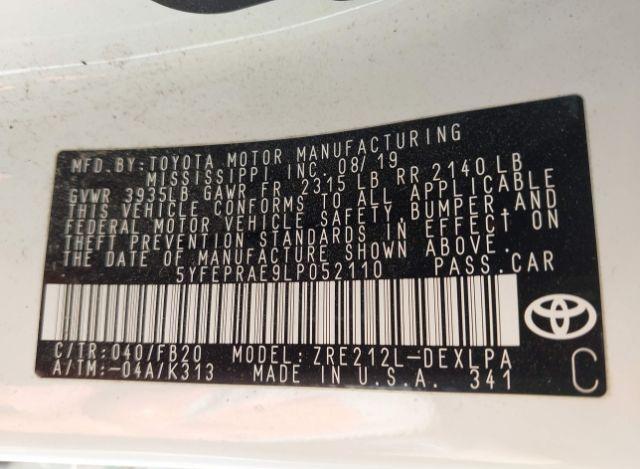 MFD.BY:TOYOTA MOTOR MANUFACTURING
MISSISSIPPI INC. 08/19
GVWR 3935LB GAWR FR 2315 LB RR 2140 LB
THIS VEHICLE CONFORMS TO ALL APPLICABLE
FEDERAL MOTOR VEHICLE SAFETY, BUMPER, AND
THEFT PREVENTION STANDARDS IN EFFECT ON
THE DATE OF MANUFACTURE SHOWN ABOVE.
5YFEPRAE9LP052110 PASS.CAR
C/TR:040/FB20 MODEL:ZRE212L-DEXLPA
A/TM:-04A/K313 MADE IN U.S.A. 341
C